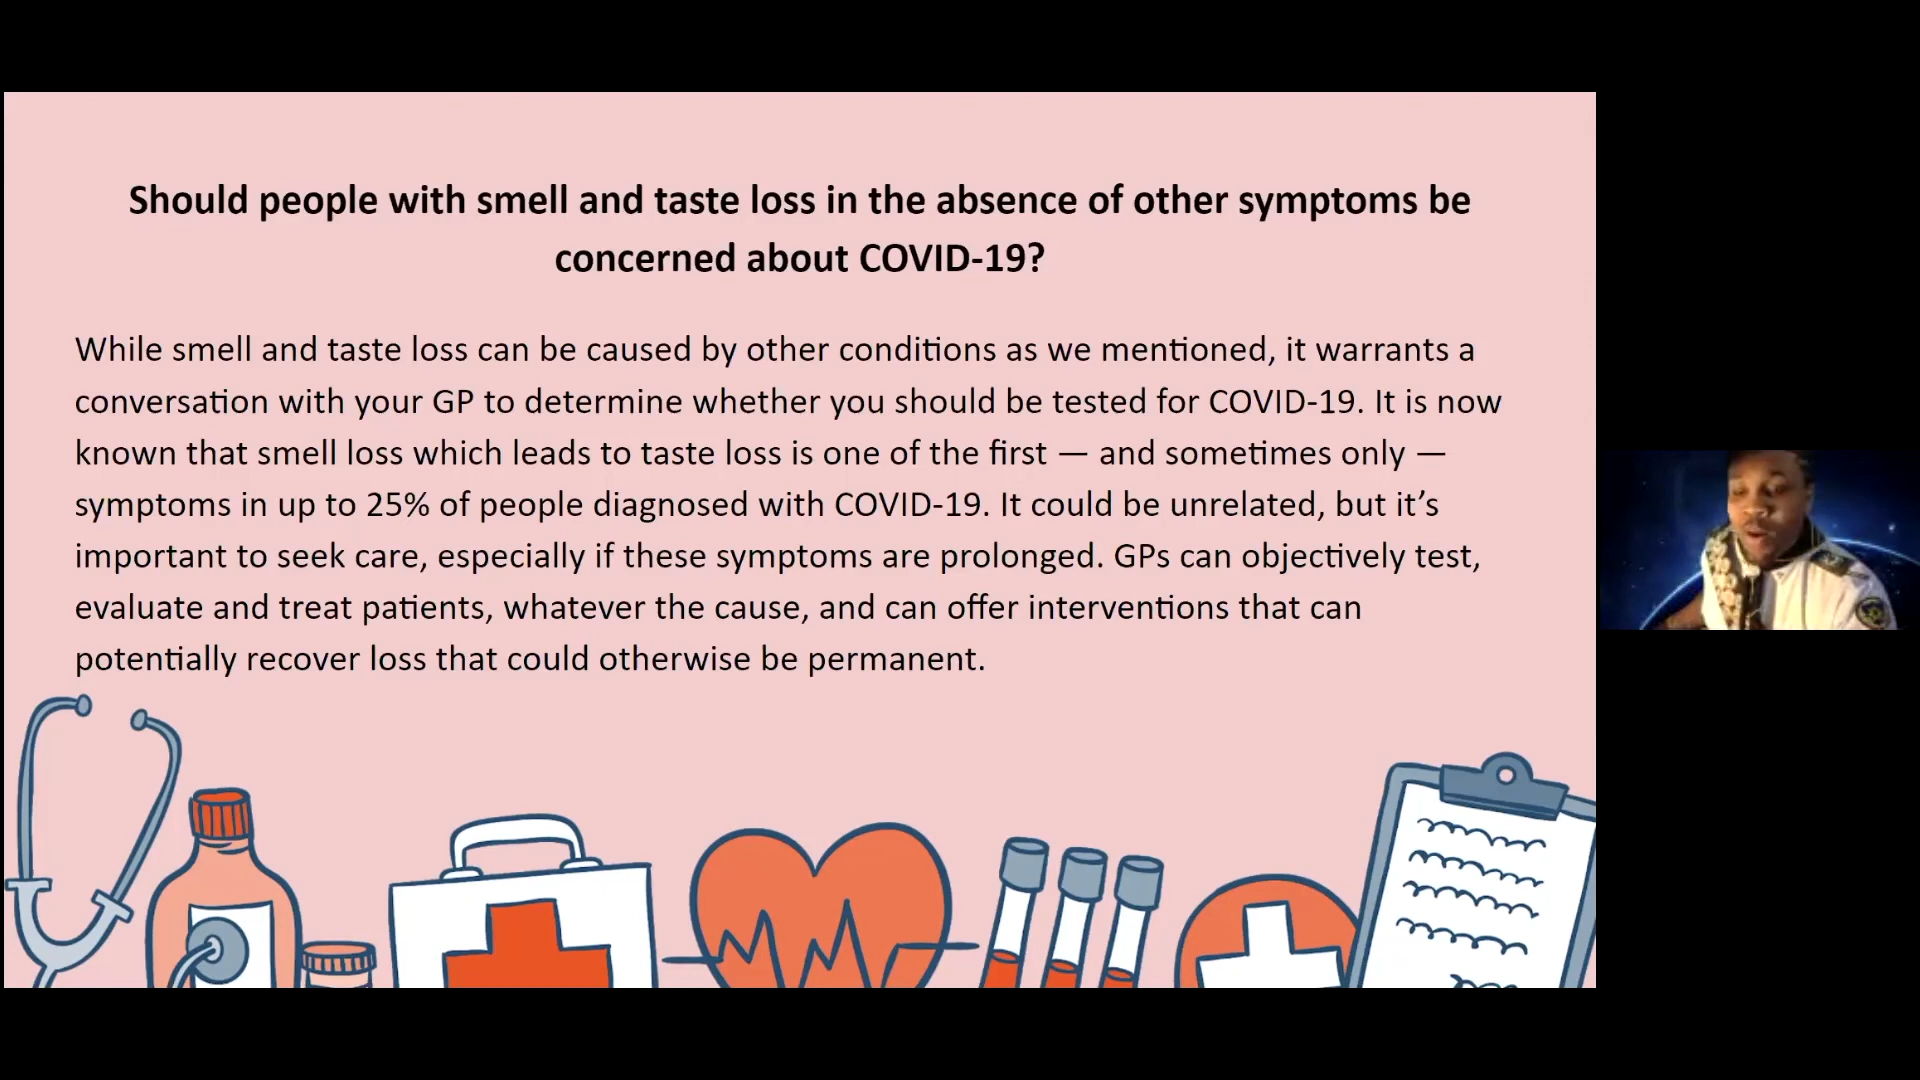 Should people with smell and taste loss in the absence of other symptoms be
concerned about COVID-19?
While smell and taste loss can be caused by other conditions as we mentioned, it warrants a
conversation with your GP to determine whether you should be tested for COVID-19. It is now
known that smell loss which leads to taste loss is one of the first — and sometimes only —
symptoms in up to 25% of people diagnosed with COVID-19. It could be unrelated, but it’s
important to seek care, especially if these symptoms are prolonged. GPs can objectively test,
evaluate and treat patients, whatever the cause, and can offer interventions that can
potentially recover loss that could otherwise be permanent.